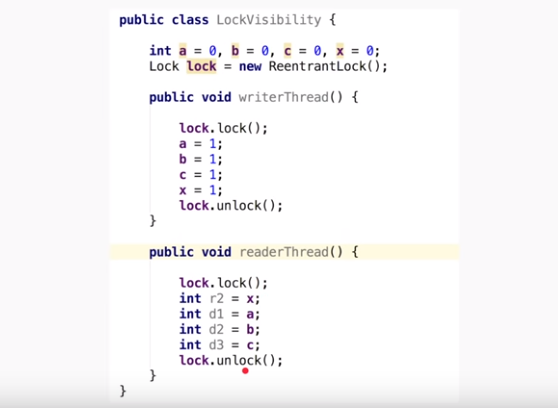 public class LockVisibility {
int a = 0, b = 0, c = 0, x = 0;
Lock lock = new ReentrantLock();
public void writerThread() {
lock.lock();
a = 1;
b = 1;
c = 1;
x = 1;
lock.unlock();
}
public void readerThread() {
lock.lock();
int r2 = x;
int d1 = a;
int d2 = b;
int d3 = c;
lock.unlock();
}
}